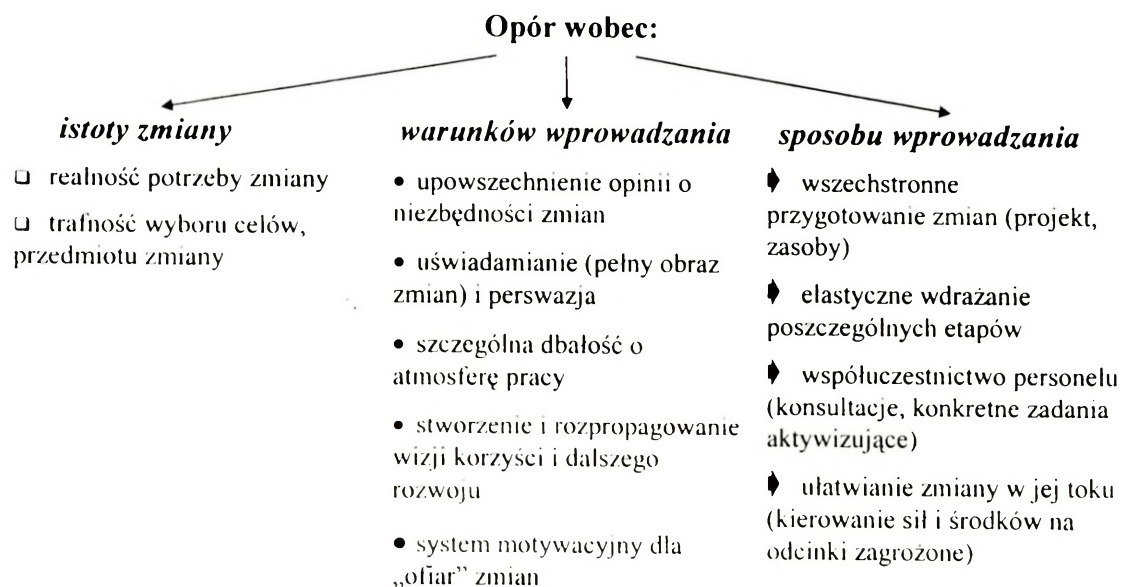 Opór wobec:
istoty zmiany
❑ realność potrzeby zmiany
❑ trafność wyboru celów,
przedmiotu zmiany
warunków wprowadzania
• upowszechnienie opinii o
niezbędności zmian
• uświadamianie (pełny obraz
zmian) i perswazja
• szczególna dbałość o
atmosferę pracy
• stworzenie i rozpropagowanie
wizji korzyści i dalszego
rozwoju
• system motywacyjny dla
„ofiar” zmian
sposobu wprowadzania
➧ wszechstronne
przygotowanie zmian (projekt,
zasoby)
➧ elastyczne wdrażanie
poszczególnych etapów
➧ współuczestnictwo personelu
(konsultacje, konkretne zadania
aktywizujące)
➧ ułatwianie zmiany w jej toku
(kierowanie sił i środków na
odcinki zagrożone)